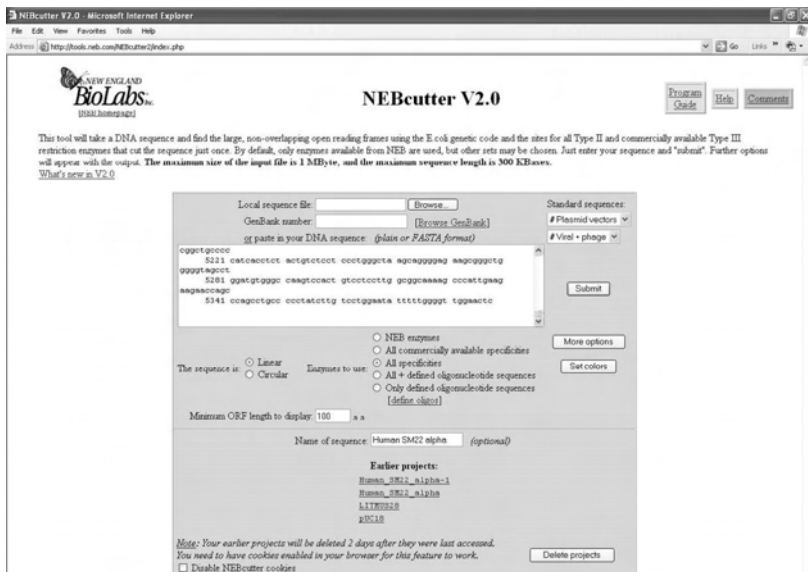 NEBcutter V2.0 - Microsoft Internet Explorer
File Edit View Favorites Tools Help
Address http://tools.neb.com/NEBcutter2/index.php Go Links »
NEW ENGLAND
BioLabs Inc.
[NEB homepage]
NEBcutter V2.0
Program Guide Help Comments
This tool will take a DNA sequence and find the large, non-overlapping open reading frames using the E.coli genetic code and the sites for all Type II and commercially available Type III
restriction enzymes that cut the sequence just once. By default, only enzymes available from NEB are used, but other sets may be chosen. Just enter your sequence and "submit". Further options
will appear with the output. The maximum size of the input file is 1 MByte, and the maximum sequence length is 300 KBases.
What's new in V2.0
Local sequence file: Browse... Standard sequences:
GenBank number: [Browse GenBank] # Plasmid vectors
or paste in your DNA sequence: (plain or FASTA format) # Viral + phage
cggctgcccc
5221 catcacctct actgtctcct ccctgggcta agcaggggag aagcgggctg
ggggtagcct
5281 ggatgtgggc caagtccact gtcctccttg gcggcaaaag cccattgaag
aagaaccagc
5341 ccagcctgcc ccctatcttg tcctggaata tttttggggt tggaactc
Submit
More options
Set colors
The sequence is: Linear
Circular
Enzymes to use: NEB enzymes
All commercially available specificities
All specificities
All + defined oligonucleotide sequences
Only defined oligonucleotide sequences
[define oligos]
Minimum ORF length to display: 100 a a
Name of sequence: Human SM22 alpha (optional)
Earlier projects:
Human_SM22_alpha-1
Human_SM22_alpha
LITMUS28
pUC18
Note: Your earlier projects will be deleted 2 days after they were last accessed.
You need to have cookies enabled in your browser for this feature to work. Delete projects
Disable NEBcutter cookies